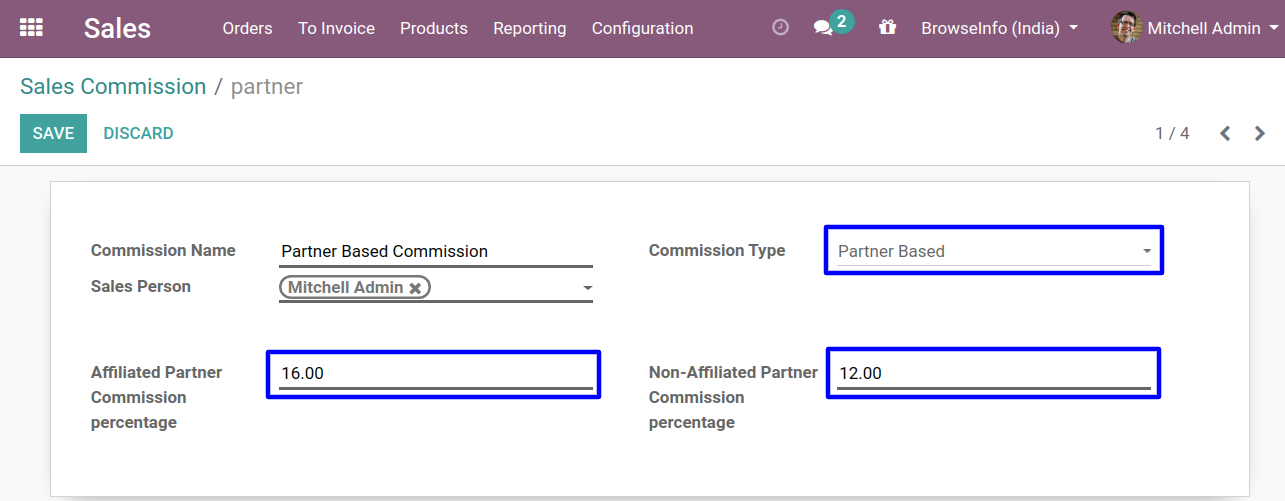 Sales Orders To Invoice Products Reporting Configuration 2 BrowseInfo (India) Mitchell Admin
Sales Commission / partner
SAVE DISCARD 1 / 4
Commission Name Partner Based Commission Commission Type Partner Based
Sales Person Mitchell Admin
Affiliated Partner 16.00 Non-Affiliated Partner 12.00
Commission Commission
percentage percentage